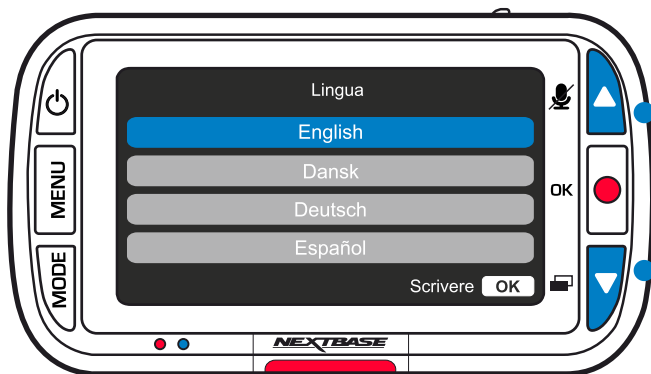 Lingua
English
Dansk
Deutsch
Español
Scrivere OK
MENU
MODE
OK
NEXTBASE